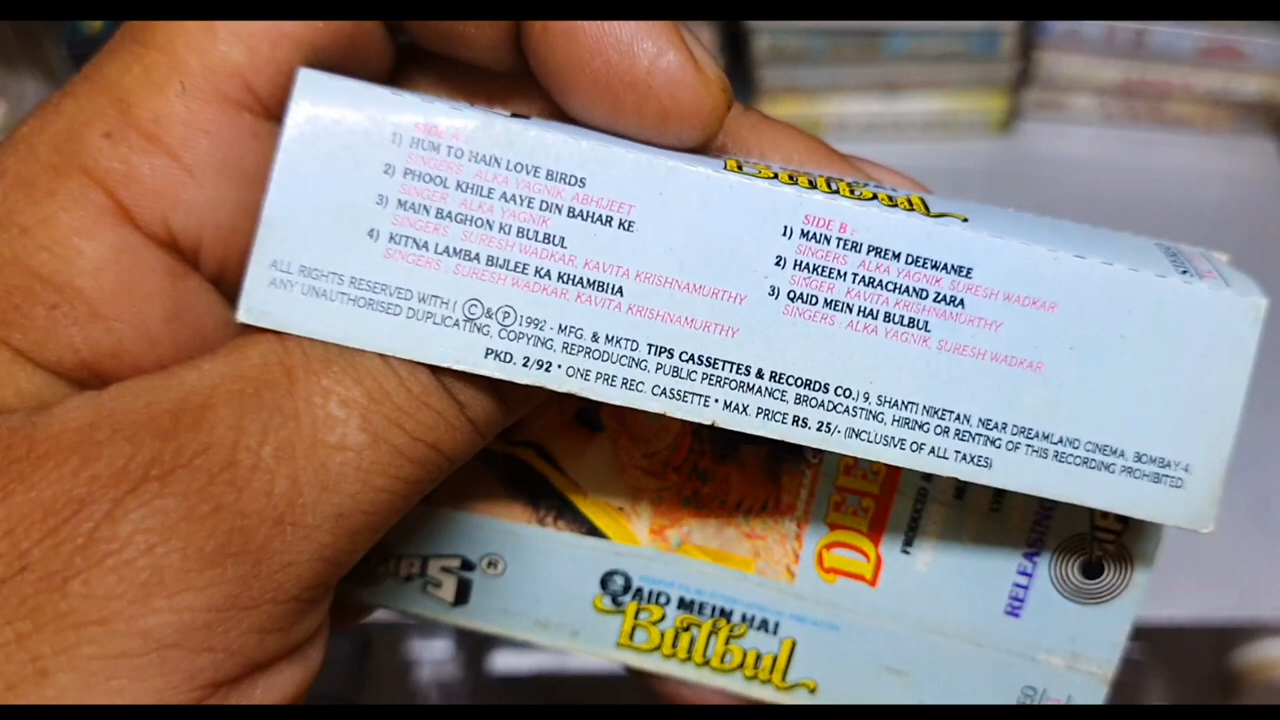 SIDE A :
1) HUM TO HAIN LOVE BIRDS
SINGERS : ALKA YAGNIK, ABHIJEET
2) PHOOL KHILE AAYE DIN BAHAR KE
SINGER : ALKA YAGNIK
3) MAIN BAGHON KI BULBUL
SINGERS : SURESH WADKAR, KAVITA KRISHNAMURTHY
4) KITNA LAMBA BIJLEE KA KHAMBHA
SINGERS : SURESH WADKAR, KAVITA KRISHNAMURTHY
Bulbul
SIDE B :
1) MAIN TERI PREM DEEWANEE
SINGERS : ALKA YAGNIK, SURESH WADKAR
2) HAKEEM TARACHAND ZARA
SINGER : KAVITA KRISHNAMURTHY
3) QAID MEIN HAI BULBUL
SINGERS : ALKA YAGNIK, SURESH WADKAR
ALL RIGHTS RESERVED WITH ( © & ℗ 1992 - MFG. & MKTD. TIPS CASSETTES & RECORDS CO.) 9, SHANTI NIKETAN, NEAR DREAMLAND CINEMA, BOMBAY-4.
ANY UNAUTHORISED DUPLICATING, COPYING, REPRODUCING, PUBLIC PERFORMANCE, BROADCASTING, HIRING OR RENTING OF THIS RECORDING PROHIBITED.
PKD. 2/92 * ONE PRE REC. CASSETTE * MAX. PRICE RS. 25/- (INCLUSIVE OF ALL TAXES)
DEE
PRODUCED &
RELEASING
TIPS ®
QAID MEIN HAI
Bulbul